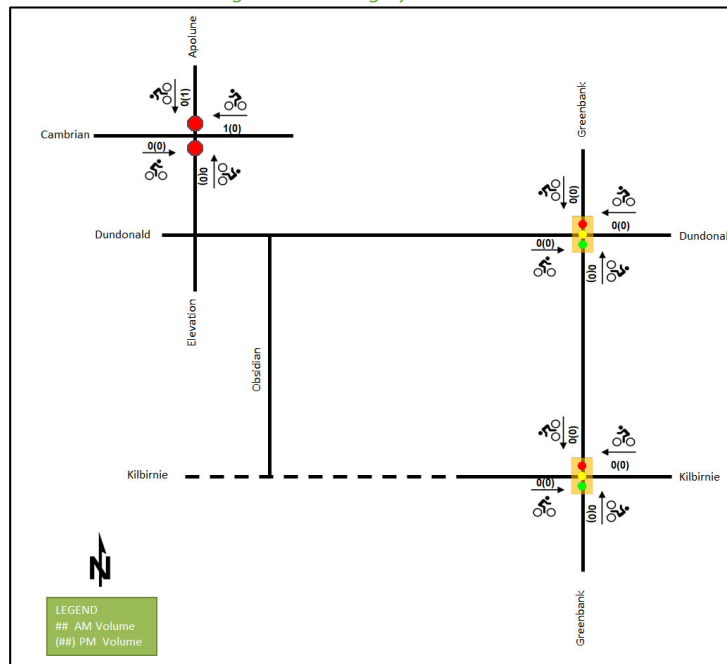 Apolune
0(1)
1(0)
Cambrian
0(0)
0(0)
Greenbank
0(0)
0(0)
Dundonald
Dundonald
0(0)
0(0)
Elevation
Obsidian
0(0)
0(0)
Kilbirnie
Kilbirnie
0(0)
0(0)
Greenbank
N
LEGEND
## AM Volume
(##) PM Volume